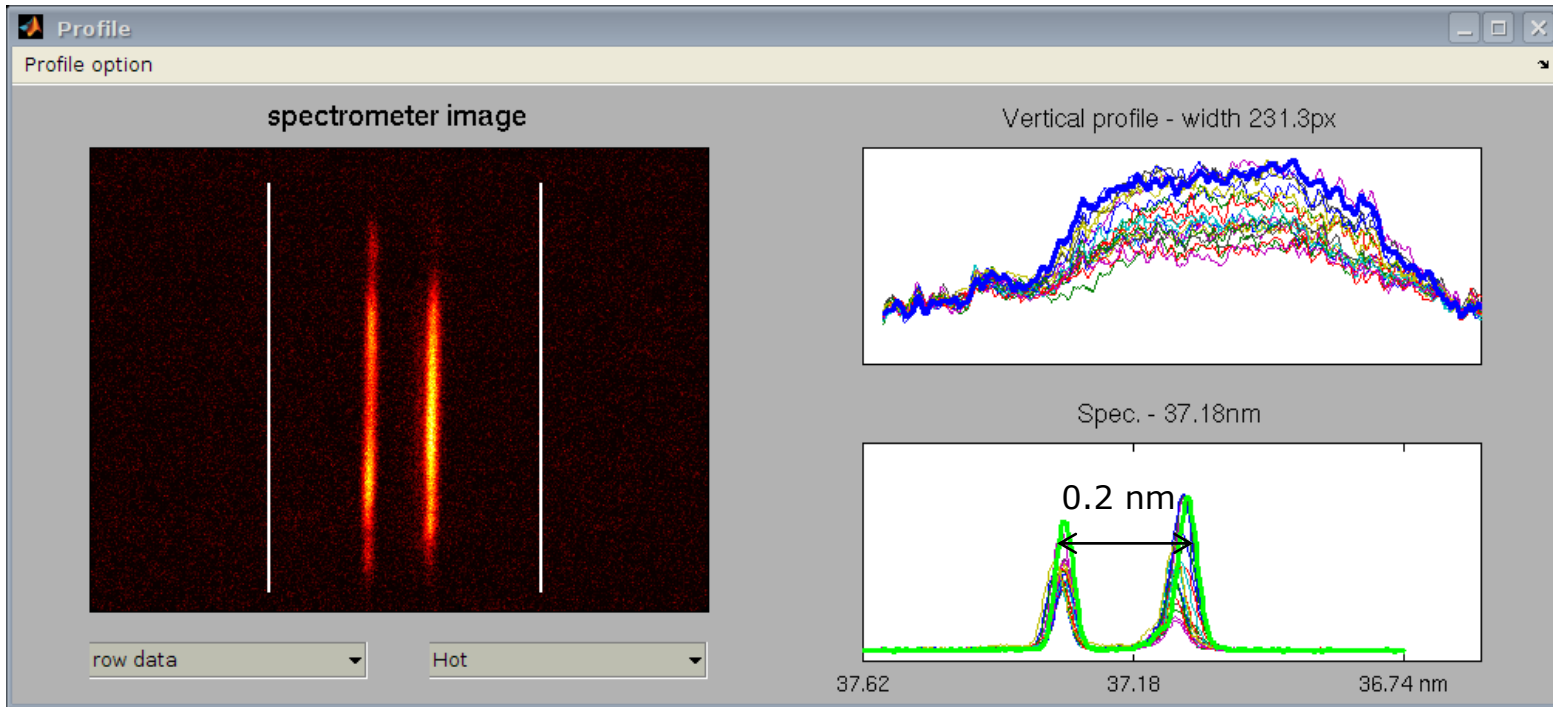 Profile
Profile option
spectrometer image
Vertical profile - width 231.3px
Spec. - 37.18nm
0.2 nm
37.62 37.18 36.74 nm
row data
Hot